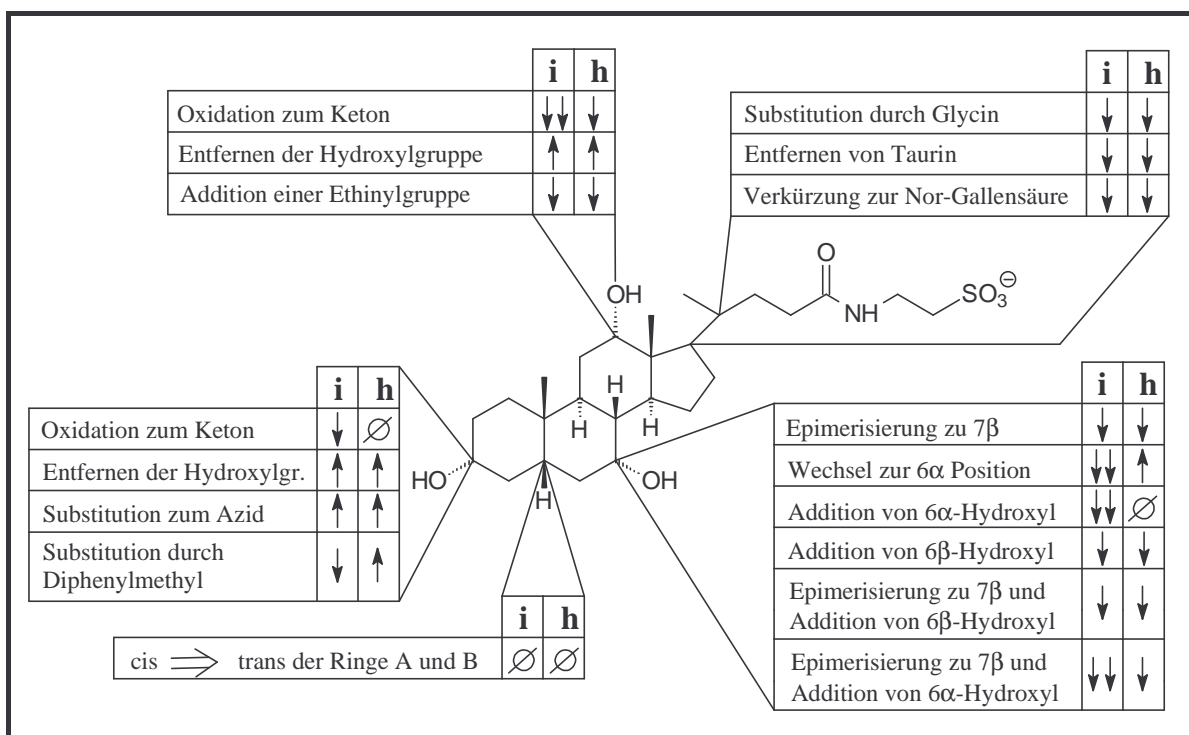 i h
Oxidation zum Keton ↓↓ ↓
Entfernen der Hydroxylgruppe ↑ ↑
Addition einer Ethinylgruppe ↓ ↓
i h
Substitution durch Glycin ↓ ↓
Entfernen von Taurin ↓ ↓
Verkürzung zur Nor-Gallensäure ↓ ↓
O
OH
NH
SO3⊖
H
H
H
HO
H
OH
i h
Oxidation zum Keton ↓ ∅
Entfernen der Hydroxylgr. ↑ ↑
Substitution zum Azid ↑ ↑
Substitution durch
Diphenylmethyl ↓ ↑
i h
cis ⇒ trans der Ringe A und B ∅ ∅
i h
Epimerisierung zu 7β ↓ ↓
Wechsel zur 6α Position ↓↓ ↑
Addition von 6α-Hydroxyl ↓↓ ∅
Addition von 6β-Hydroxyl ↓ ↓
Epimerisierung zu 7β und
Addition von 6β-Hydroxyl ↓ ↓
Epimerisierung zu 7β und
Addition von 6α-Hydroxyl ↓↓ ↓